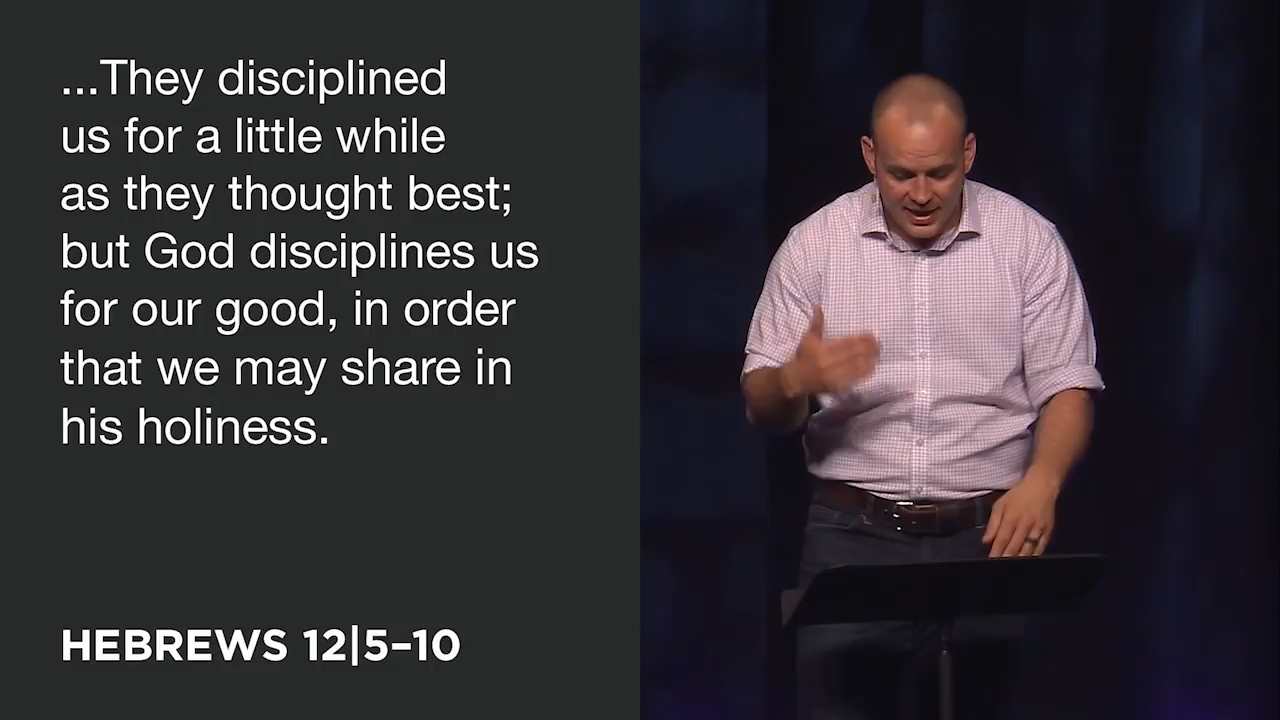 ...They disciplined
us for a little while
as they thought best;
but God disciplines us
for our good, in order
that we may share in
his holiness.
HEBREWS 12|5–10